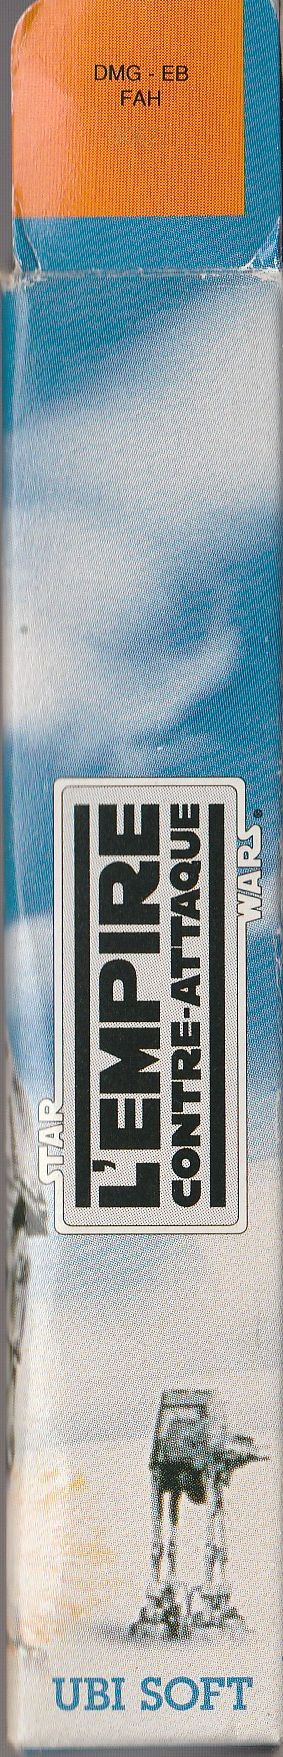 DMG - EB
FAH
STAR
L'EMPIRE
CONTRE-ATTAQUE
WARS®
UBI SOFT